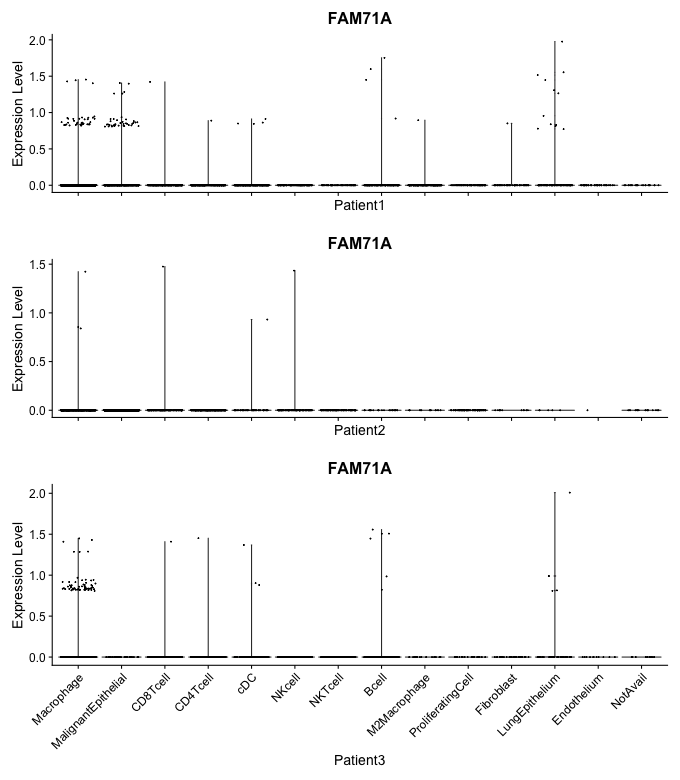 FAM71A
Expression Level
2.0
1.5
1.0
0.5
0.0
Patient1
FAM71A
Expression Level
1.5
1.0
0.5
0.0
Patient2
FAM71A
Expression Level
2.0
1.5
1.0
0.5
0.0
Macrophage
MalignantEpithelial
CD8Tcell
CD4Tcell
cDC
NKcell
NKTcell
Bcell
M2Macrophage
ProliferatingCell
Fibroblast
LungEpithelium
Endothelium
NotAvail
Patient3